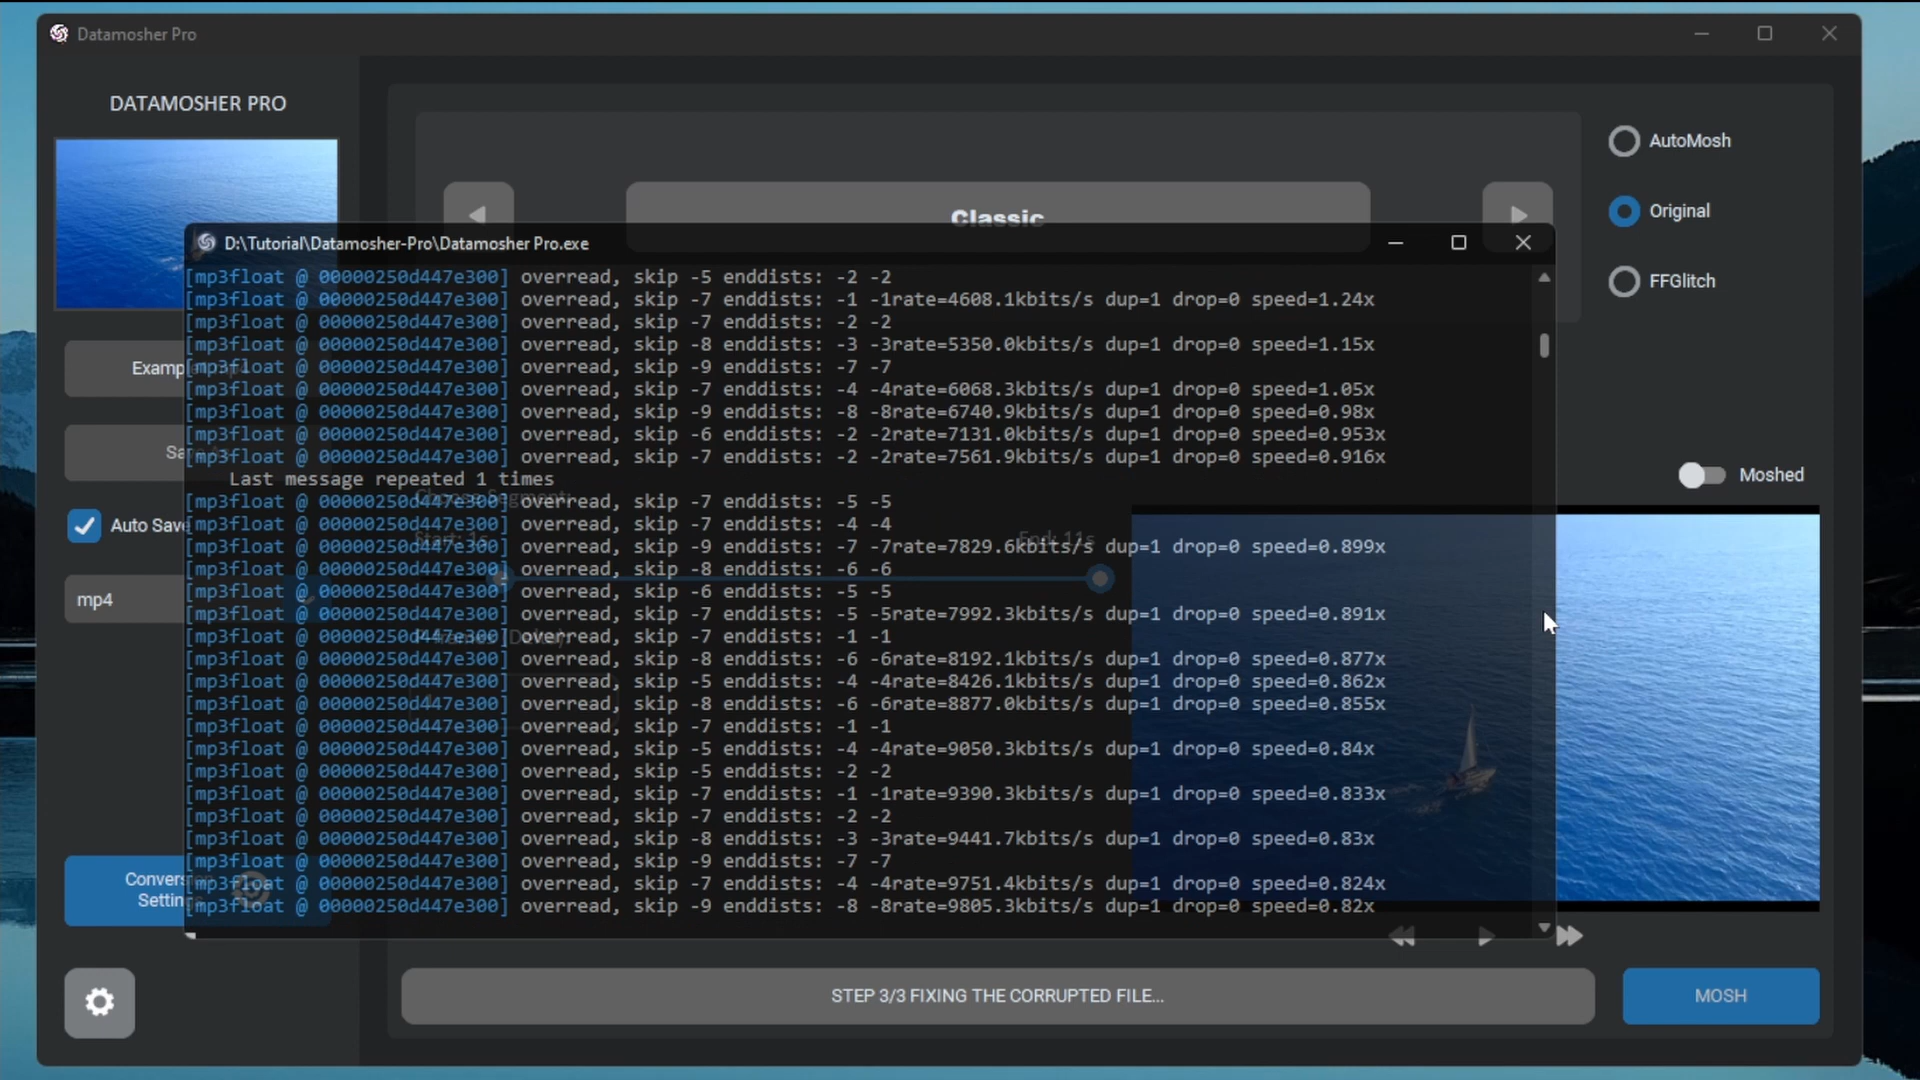 Datamosher Pro
DATAMOSHER PRO
AutoMosh
Original
FFGlitch
Classic
D:\Tutorial\Datamosher-Pro\Datamosher Pro.exe
[mp3float @ 00000250d447e300] overread, skip -5 enddists: -2 -2
[mp3float @ 00000250d447e300] overread, skip -7 enddists: -1 -1rate=4608.1kbits/s dup=1 drop=0 speed=1.24x
[mp3float @ 00000250d447e300] overread, skip -7 enddists: -2 -2
[mp3float @ 00000250d447e300] overread, skip -8 enddists: -3 -3rate=5350.0kbits/s dup=1 drop=0 speed=1.15x
[mp3float @ 00000250d447e300] overread, skip -9 enddists: -7 -7
[mp3float @ 00000250d447e300] overread, skip -7 enddists: -4 -4rate=6068.3kbits/s dup=1 drop=0 speed=1.05x
[mp3float @ 00000250d447e300] overread, skip -9 enddists: -8 -8rate=6740.9kbits/s dup=1 drop=0 speed=0.98x
[mp3float @ 00000250d447e300] overread, skip -6 enddists: -2 -2rate=7131.0kbits/s dup=1 drop=0 speed=0.953x
[mp3float @ 00000250d447e300] overread, skip -7 enddists: -2 -2rate=7561.9kbits/s dup=1 drop=0 speed=0.916x
Last message repeated 1 times
[mp3float @ 00000250d447e300] overread, skip -7 enddists: -5 -5
[mp3float @ 00000250d447e300] overread, skip -7 enddists: -4 -4
[mp3float @ 00000250d447e300] overread, skip -9 enddists: -7 -7rate=7829.6kbits/s dup=1 drop=0 speed=0.899x
[mp3float @ 00000250d447e300] overread, skip -8 enddists: -6 -6
[mp3float @ 00000250d447e300] overread, skip -6 enddists: -5 -5
[mp3float @ 00000250d447e300] overread, skip -7 enddists: -5 -5rate=7992.3kbits/s dup=1 drop=0 speed=0.891x
[mp3float @ 00000250d447e300] overread, skip -7 enddists: -1 -1
[mp3float @ 00000250d447e300] overread, skip -8 enddists: -6 -6rate=8192.1kbits/s dup=1 drop=0 speed=0.877x
[mp3float @ 00000250d447e300] overread, skip -5 enddists: -4 -4rate=8426.1kbits/s dup=1 drop=0 speed=0.862x
[mp3float @ 00000250d447e300] overread, skip -8 enddists: -6 -6rate=8877.0kbits/s dup=1 drop=0 speed=0.855x
[mp3float @ 00000250d447e300] overread, skip -7 enddists: -1 -1
[mp3float @ 00000250d447e300] overread, skip -5 enddists: -4 -4rate=9050.3kbits/s dup=1 drop=0 speed=0.84x
[mp3float @ 00000250d447e300] overread, skip -5 enddists: -2 -2
[mp3float @ 00000250d447e300] overread, skip -7 enddists: -1 -1rate=9390.3kbits/s dup=1 drop=0 speed=0.833x
[mp3float @ 00000250d447e300] overread, skip -7 enddists: -2 -2
[mp3float @ 00000250d447e300] overread, skip -8 enddists: -3 -3rate=9441.7kbits/s dup=1 drop=0 speed=0.83x
[mp3float @ 00000250d447e300] overread, skip -9 enddists: -7 -7
[mp3float @ 00000250d447e300] overread, skip -7 enddists: -4 -4rate=9751.4kbits/s dup=1 drop=0 speed=0.824x
[mp3float @ 00000250d447e300] overread, skip -9 enddists: -8 -8rate=9805.3kbits/s dup=1 drop=0 speed=0.82x
Auto Save
mp4
Choose Segment:
Start: 1s
End: 11s
Moshed
STEP 3/3 FIXING THE CORRUPTED FILE...
MOSH